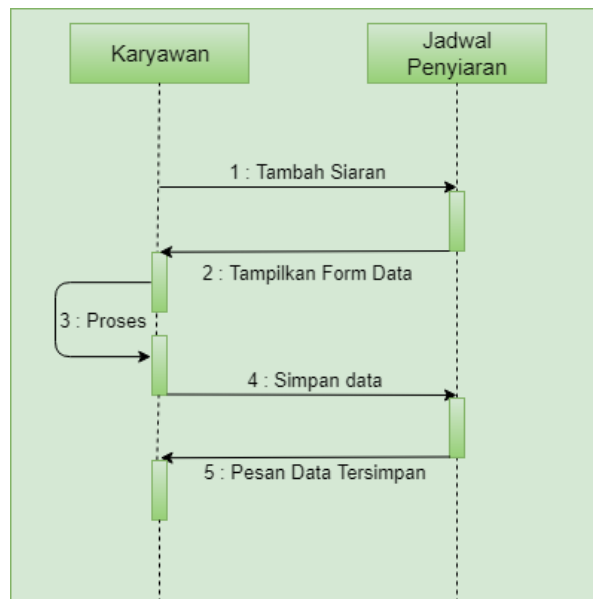 Karyawan
Jadwal
Penyiaran
1 : Tambah Siaran
2 : Tampilkan Form Data
3 : Proses
4 : Simpan data
5 : Pesan Data Tersimpan